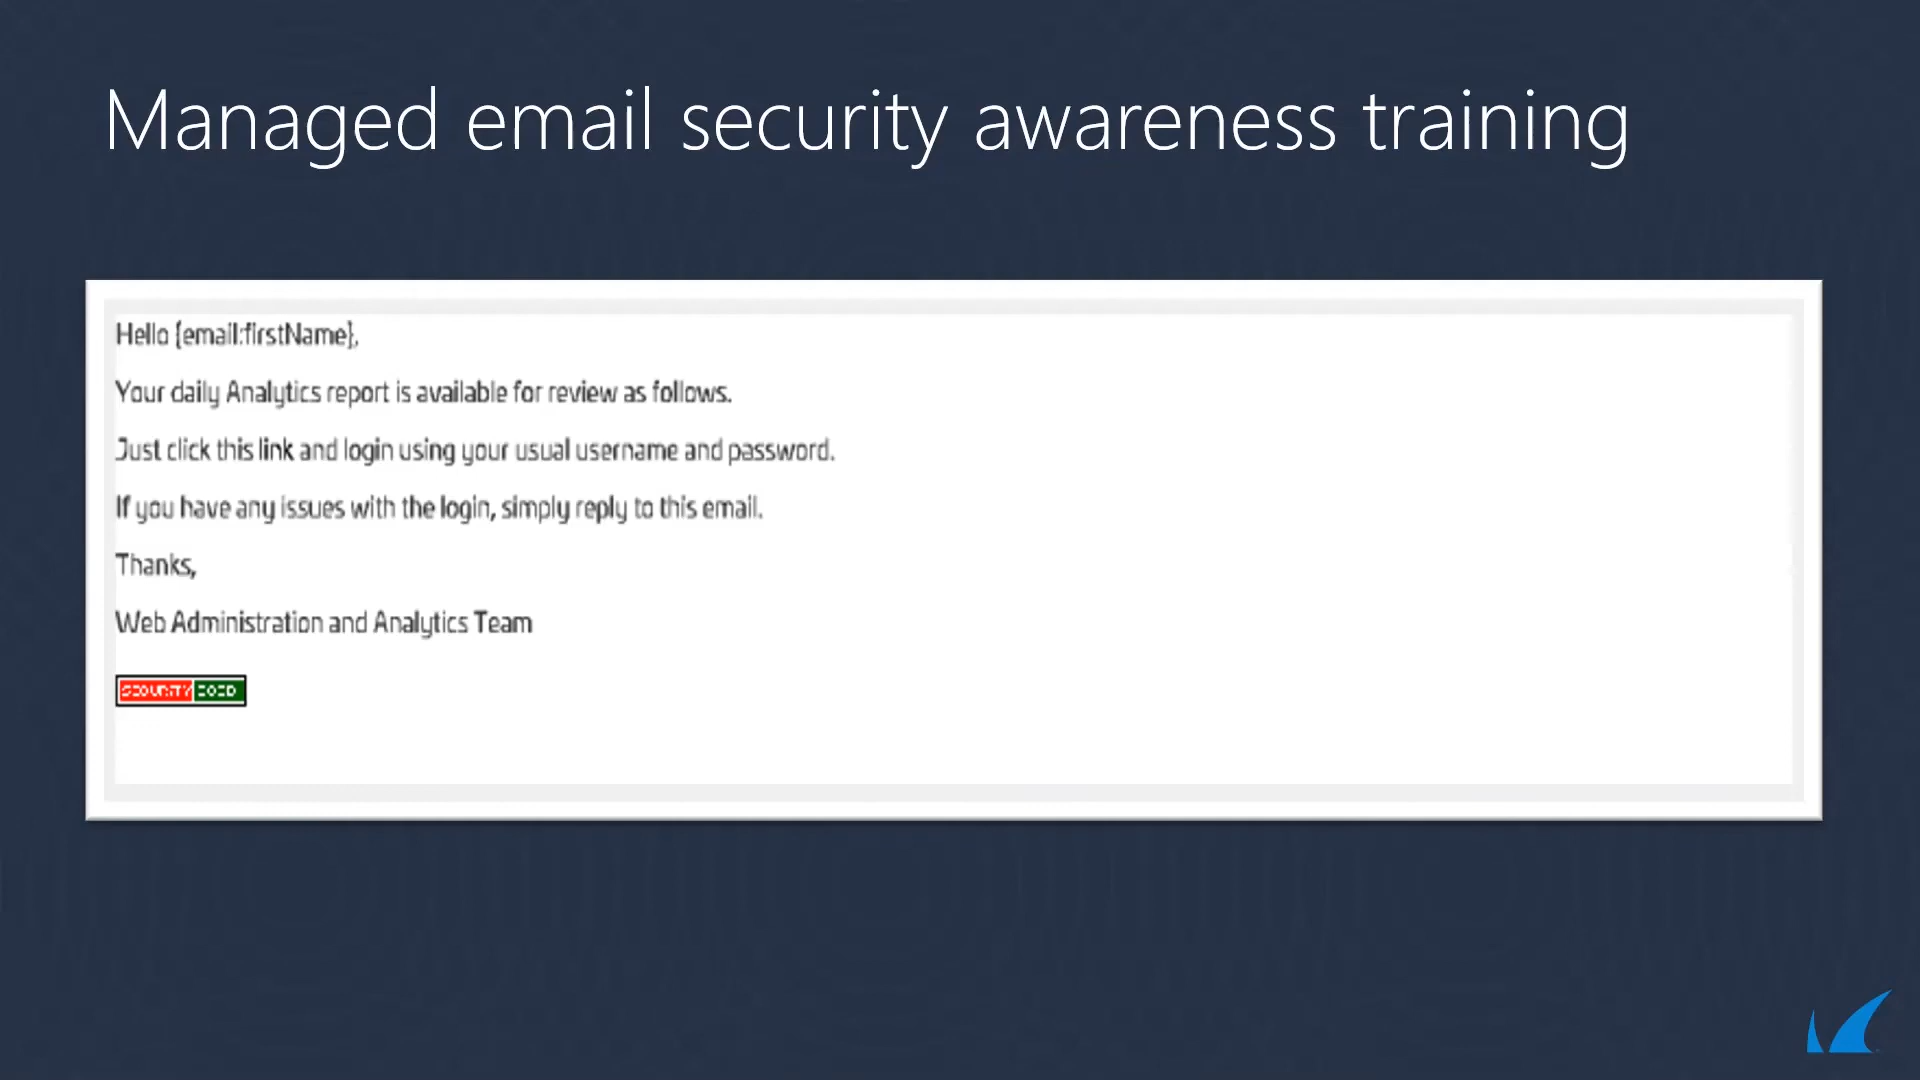 Managed email security awareness training
Hello {email:firstName},
Your daily Analytics report is available for review as follows.
Just click this link and login using your usual username and password.
If you have any issues with the login, simply reply to this email.
Thanks,
Web Administration and Analytics Team
SECURITY